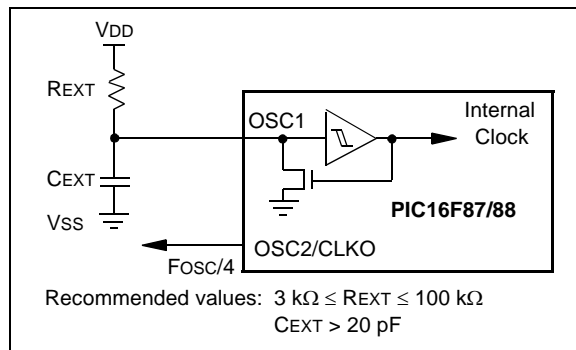 VDD
REXT
OSC1
Internal
Clock
CEXT
PIC16F87/88
VSS
OSC2/CLKO
FOSC/4
Recommended values: 3 kΩ ≤ REXT ≤ 100 kΩ
CEXT > 20 pF